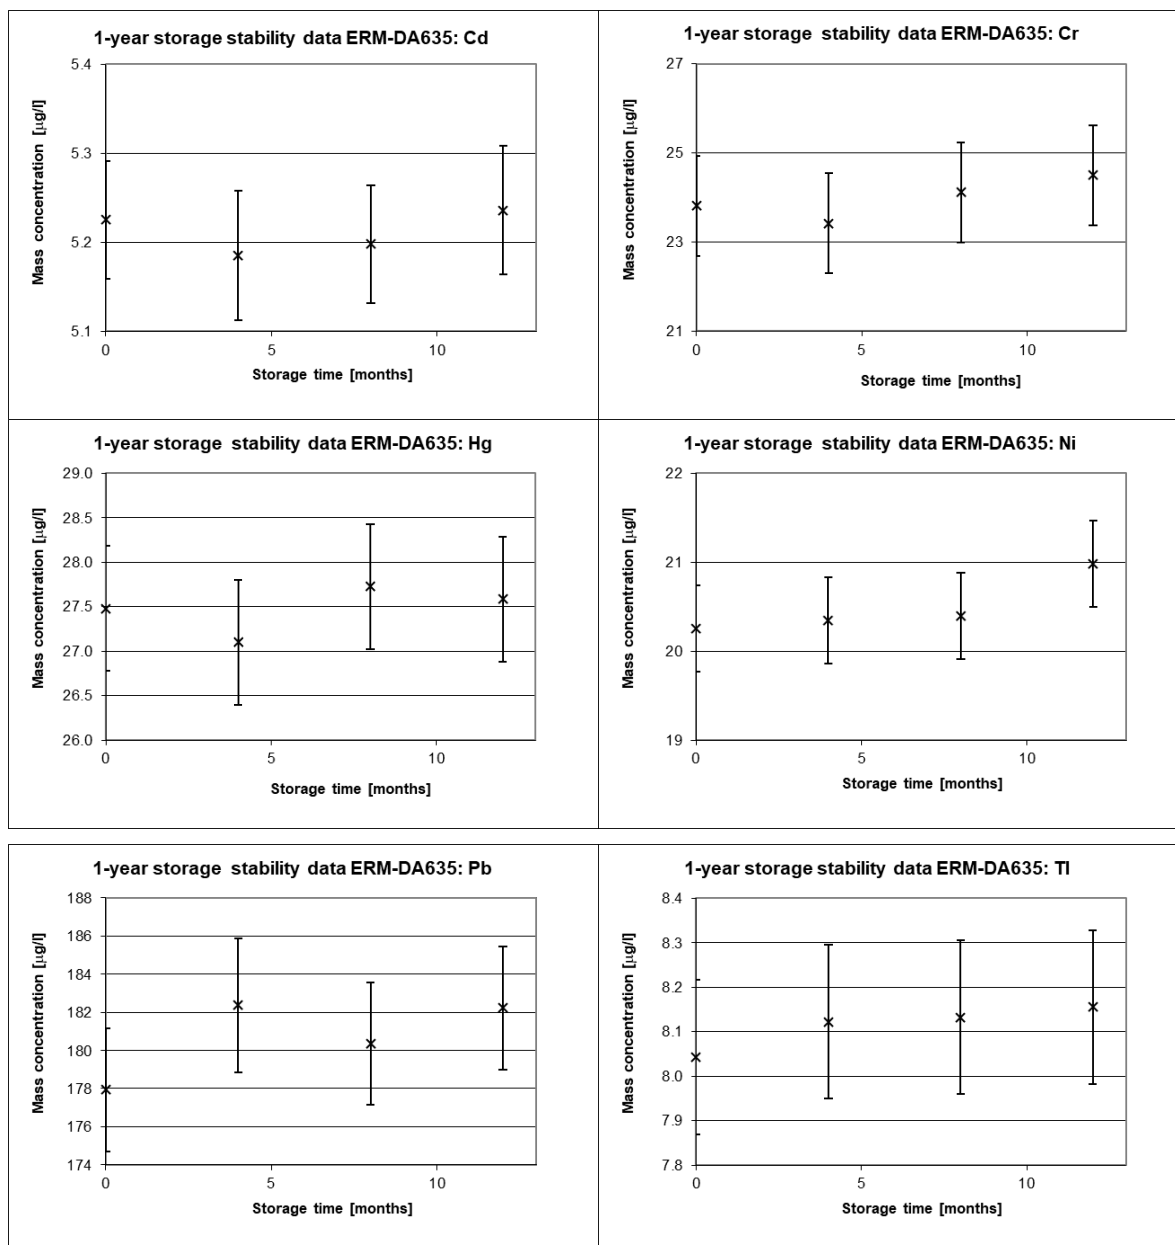 1-year storage stability data ERM-DA635: Cd
Mass concentration [µg/l]
5.4
5.3
5.2
5.1
0
5
10
Storage time [months]
1-year storage stability data ERM-DA635: Cr
Mass concentration [µg/l]
27
25
23
21
0
5
10
Storage time [months]
1-year storage  stability data ERM-DA635: Hg
Mass concentration [µg/l]
29.0
28.5
28.0
27.5
27.0
26.5
26.0
0
5
10
Storage time [months]
1-year storage stability data ERM-DA635: Ni
Mass concentration [µg/l]
22
21
20
19
0
5
10
Storage time [months]
1-year storage  stability data ERM-DA635: Pb
Mass concentration [µg/l]
188
186
184
182
180
178
176
174
0
5
10
Storage time [months]
1-year storage stability data ERM-DA635: Tl
Mass concentration [µg/l]
8.4
8.3
8.2
8.1
8.0
7.9
7.8
0
5
10
Storage time [months]